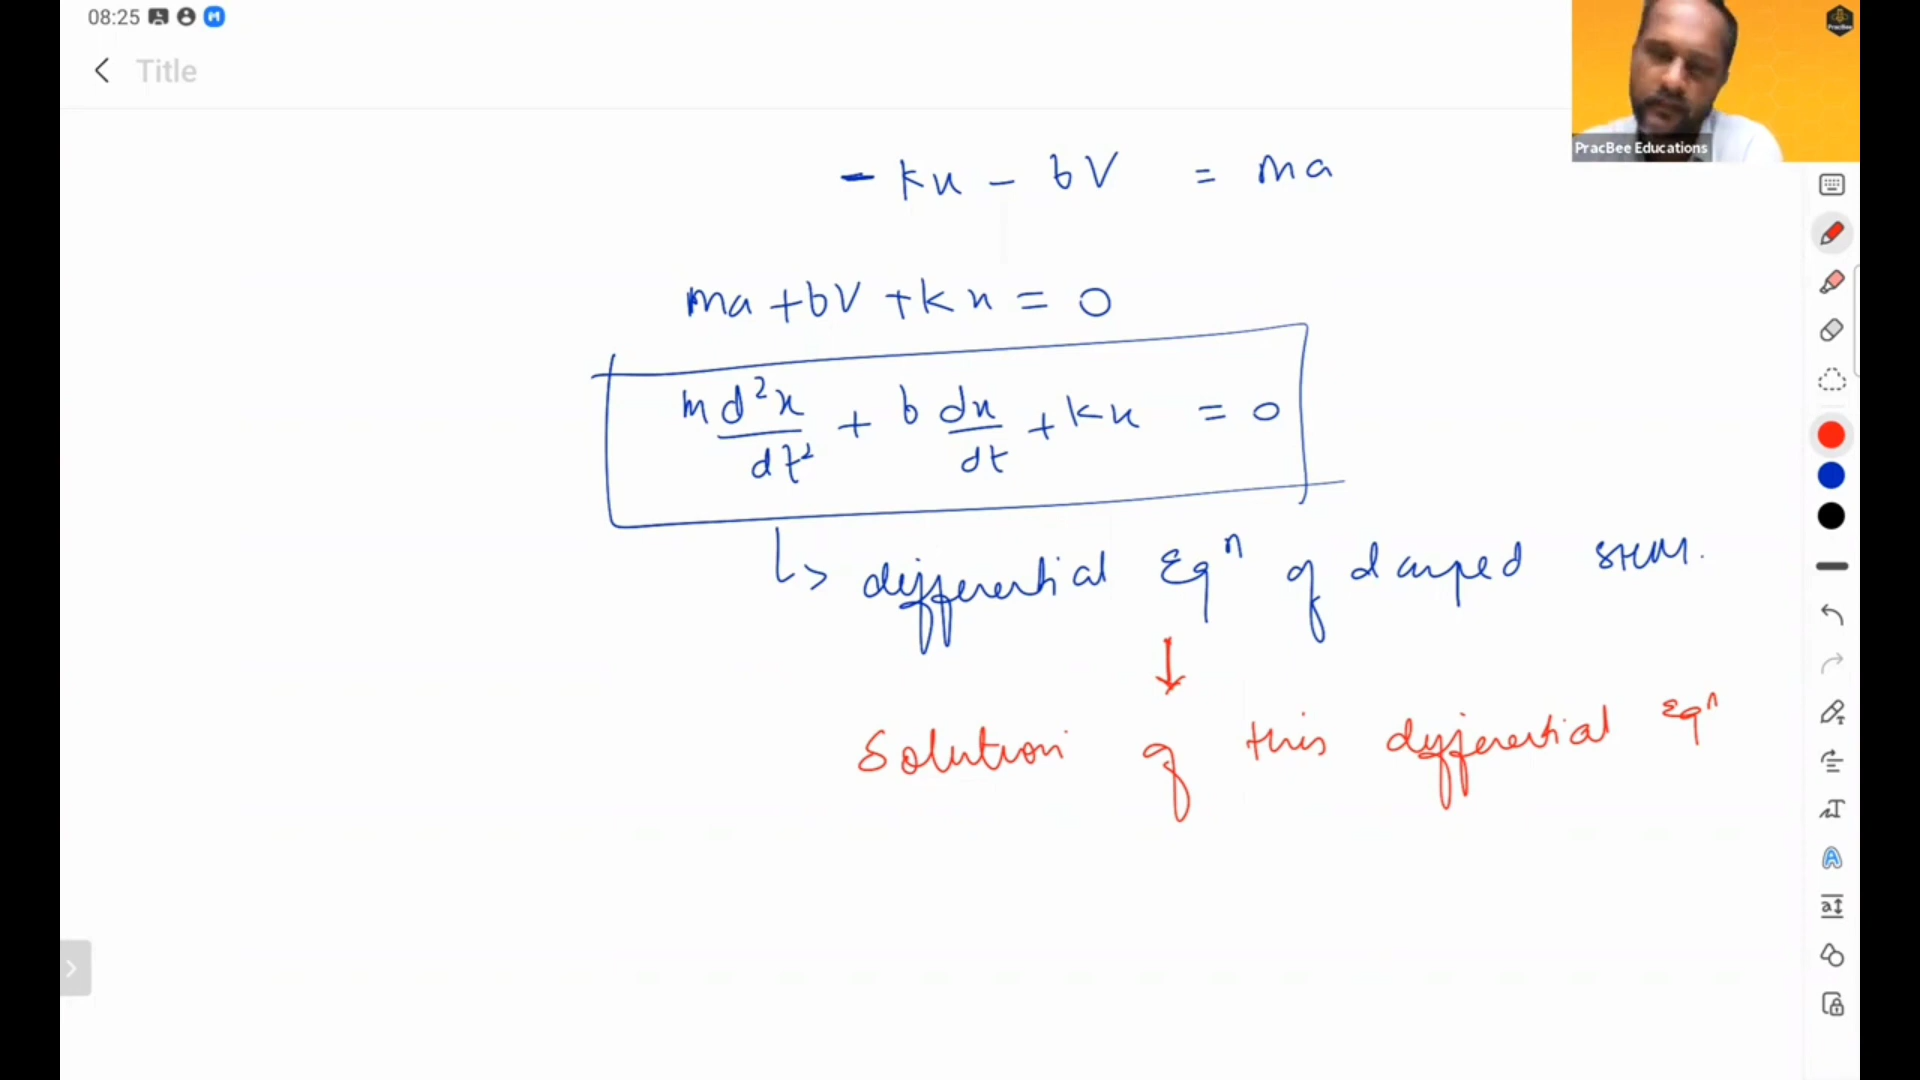 08:25
Title
PracBee
PracBee Educations
- kx - bV = ma
ma + bV + kx = 0
m d²x/dt² + b dx/dt + kx = 0
↳ differential Eqⁿ of damped SHM.
↓
Solution of this differential Eqⁿ